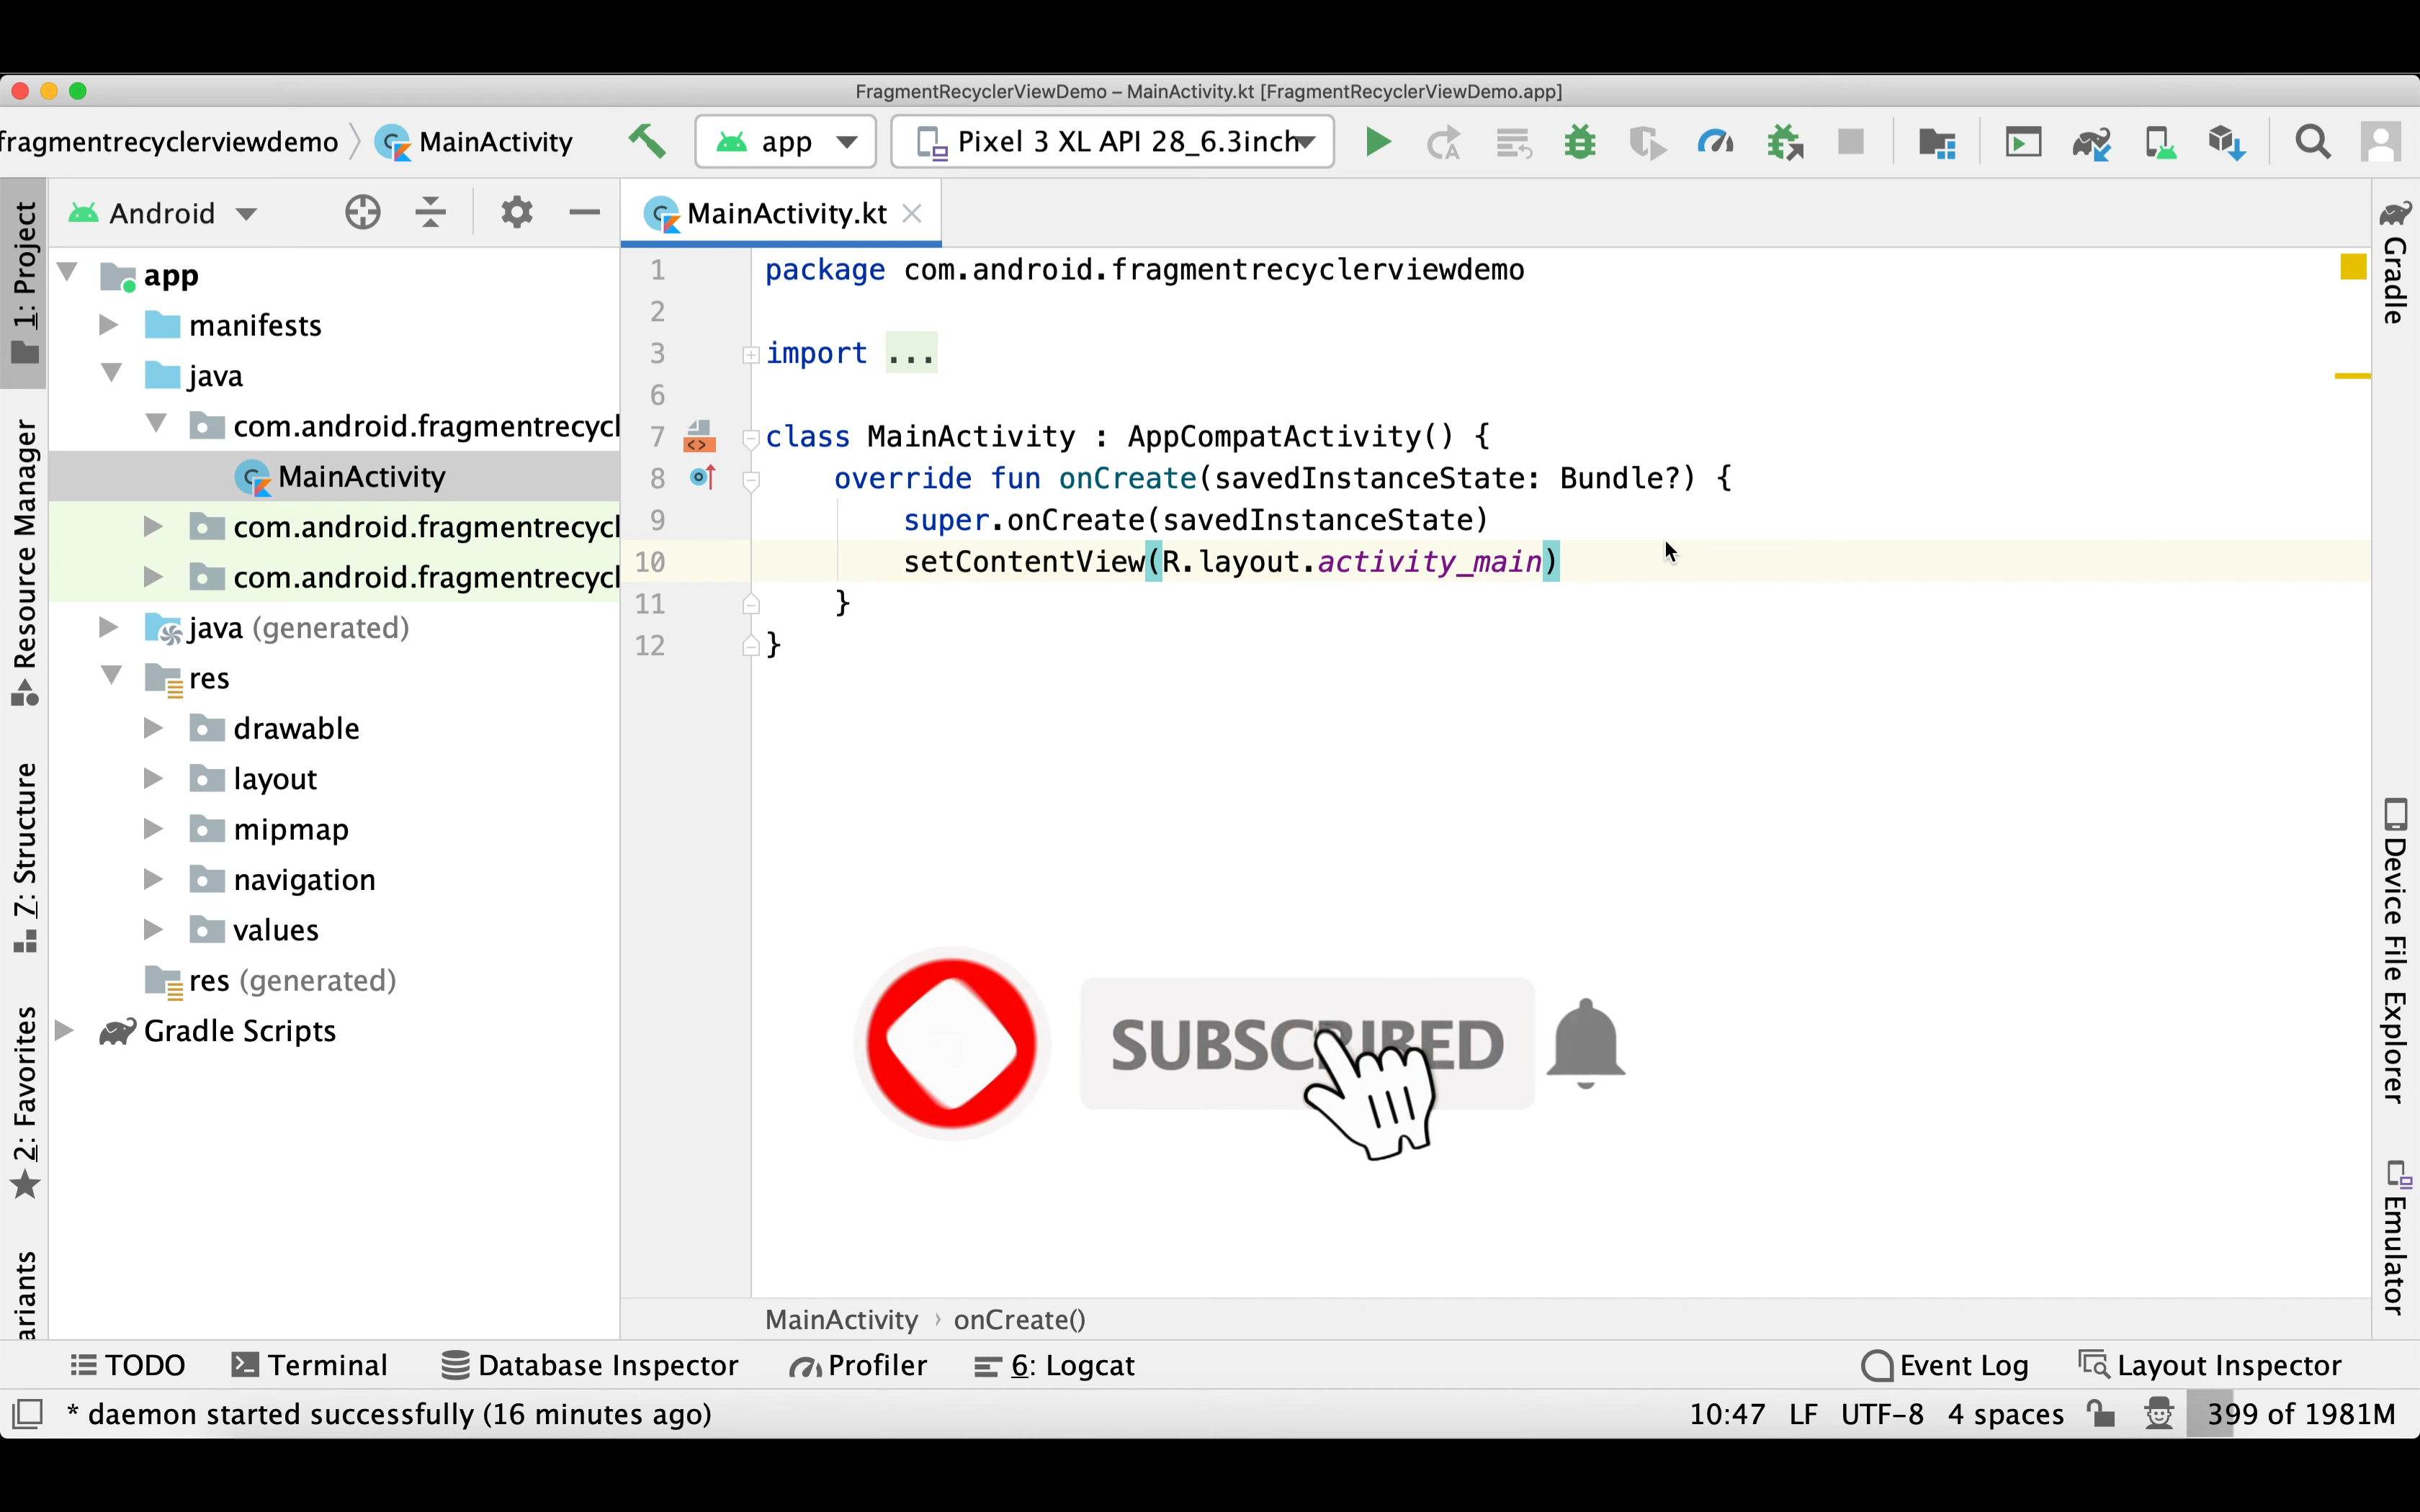 FragmentRecyclerViewDemo – MainActivity.kt [FragmentRecyclerViewDemo.app]
fragmentrecyclerviewdemo MainActivity app Pixel 3 XL API 28_6.3inch
1: Project
Resource Manager
7: Structure
2: Favorites
ariants
Android
app
manifests
java
com.android.fragmentrecycl
MainActivity
com.android.fragmentrecycl
com.android.fragmentrecycl
java (generated)
res
drawable
layout
mipmap
navigation
values
res (generated)
Gradle Scripts
MainActivity.kt
1 package com.android.fragmentrecyclerviewdemo
2
3 import ...
6
7 class MainActivity : AppCompatActivity() {
8 override fun onCreate(savedInstanceState: Bundle?) {
9 super.onCreate(savedInstanceState)
10 setContentView(R.layout.activity_main)
11 }
12 }
SUBSCRIBED
MainActivity › onCreate()
Gradle
Device File Explorer
Emulator
TODO Terminal Database Inspector Profiler 6: Logcat Event Log Layout Inspector
* daemon started successfully (16 minutes ago) 10:47 LF UTF-8 4 spaces 399 of 1981M